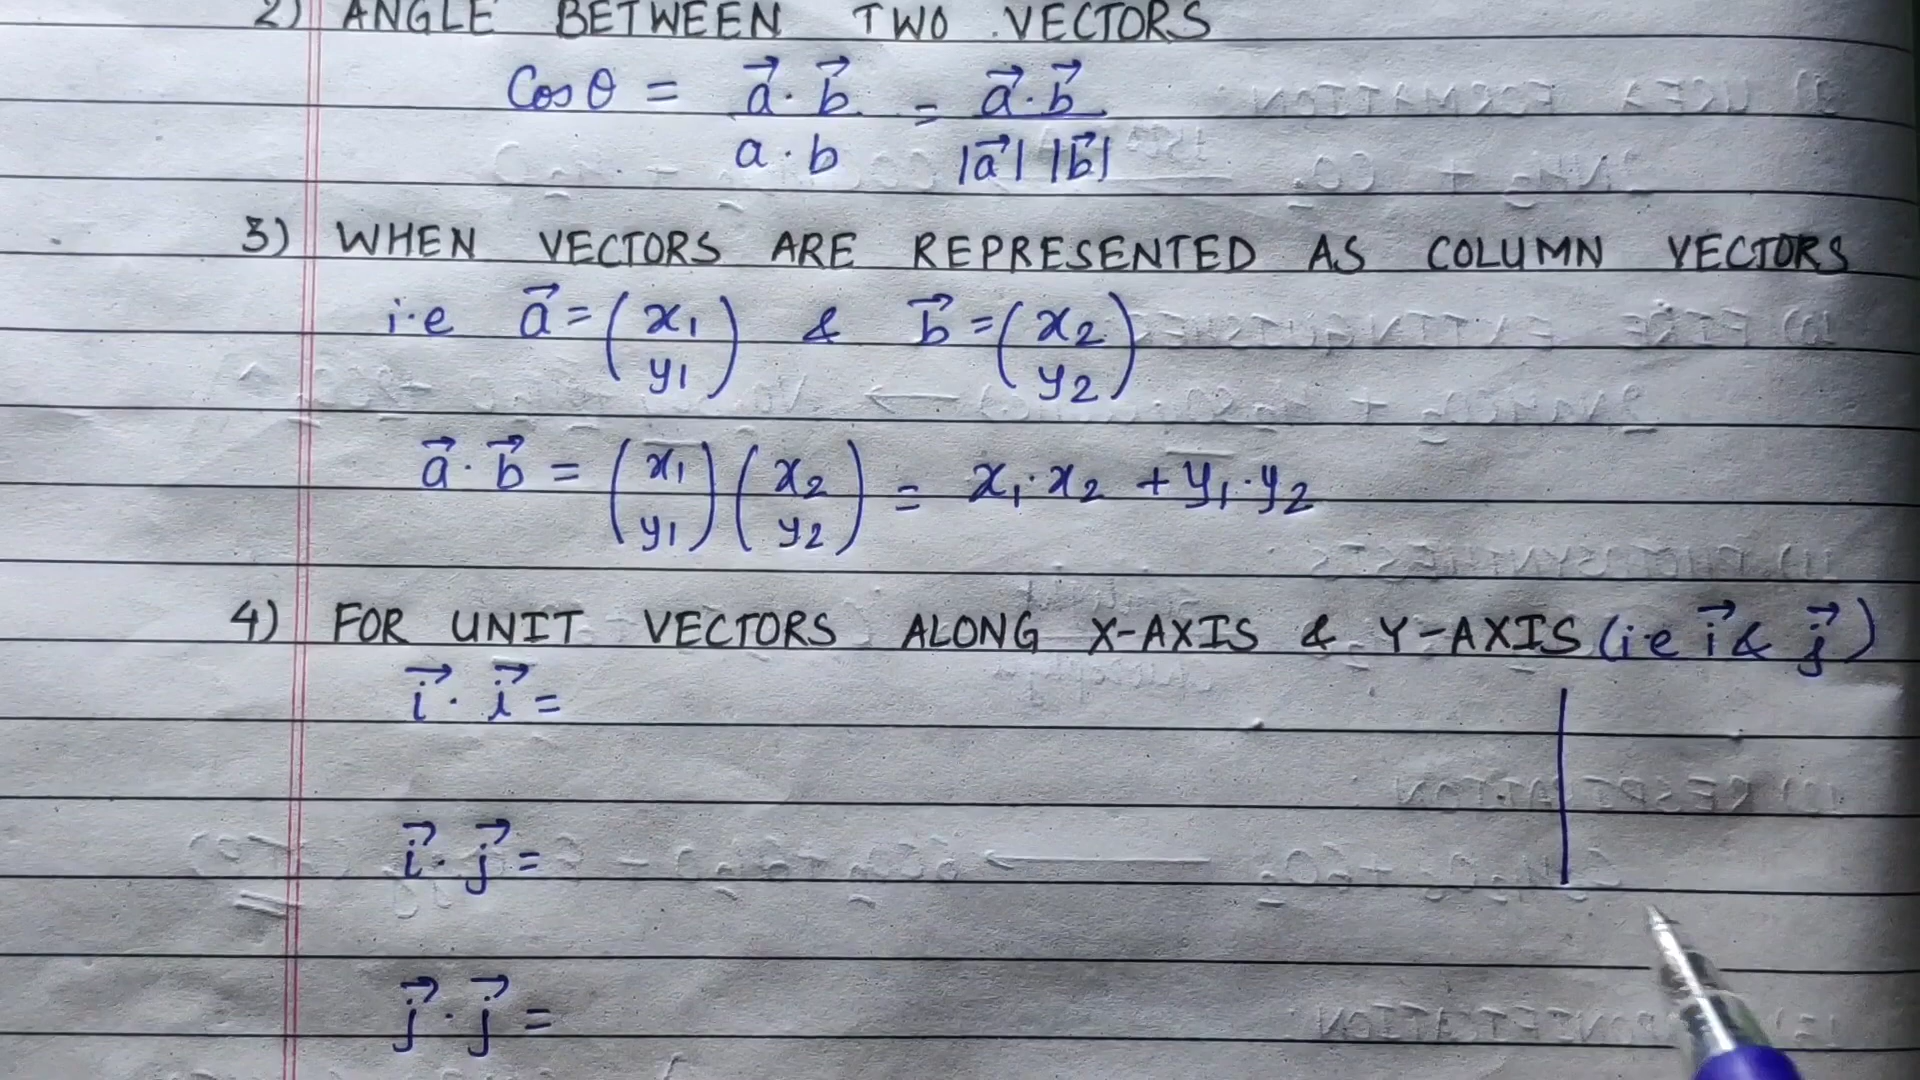 2) ANGLE BETWEEN TWO VECTORS
Cos θ = a⃗ · b⃗ / a · b = a⃗ · b⃗ / |a⃗| |b⃗|
3) WHEN VECTORS ARE REPRESENTED AS COLUMN VECTORS
i.e a⃗ = (x₁ y₁) & b⃗ = (x₂ y₂)
a⃗ · b⃗ = (x₁ y₁) (x₂ y₂) = x₁·x₂ + y₁·y₂
4) FOR UNIT VECTORS ALONG X-AXIS & Y-AXIS (i.e i⃗ & j⃗)
i⃗ · i⃗ =
i⃗ · j⃗ =
j⃗ · j⃗ =